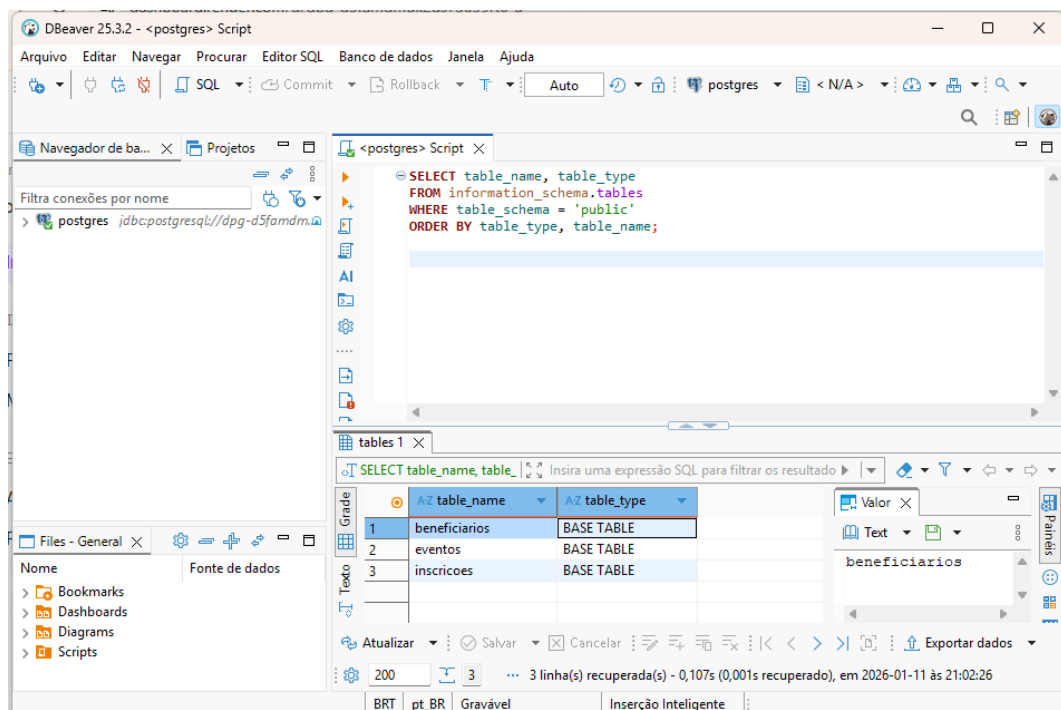 DBeaver 25.3.2 - <postgres> Script
Arquivo Editar Navegar Procurar Editor SQL Banco de dados Janela Ajuda
SQL Commit Rollback Auto postgres < N/A >
Navegador de ba... Projetos
Filtra conexões por nome
postgres jdbc:postgresql://dpg-d5famdm.
<postgres> Script
SELECT table_name, table_type
FROM information_schema.tables
WHERE table_schema = 'public'
ORDER BY table_type, table_name;
AI
tables 1
SELECT table_name, table_ Insira uma expressão SQL para filtrar os resultado
Grade
Texto
A-Z table_name A-Z table_type
1 beneficiarios BASE TABLE
2 eventos BASE TABLE
3 inscricoes BASE TABLE
Valor
Text
beneficiarios
Painéis
Files - General
Nome Fonte de dados
Bookmarks
Dashboards
Diagrams
Scripts
Atualizar Salvar Cancelar Exportar dados
200 3 ... 3 linha(s) recuperada(s) - 0,107s (0,001s recuperado), em 2026-01-11 às 21:02:26
BRT pt_BR Gravável Inserção Inteligente